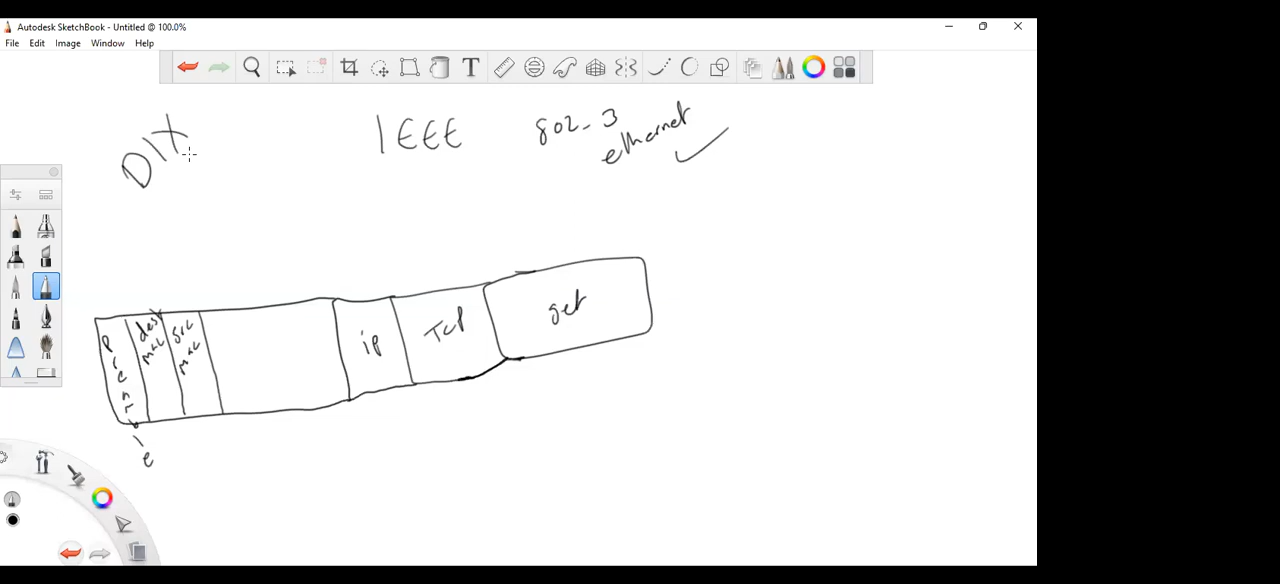 Autodesk SketchBook - Untitled @ 100.0%
File Edit Image Window Help
DIX
IEEE
802-3
ethernet
preamble
dest mac
src mac
ip
TCP
get